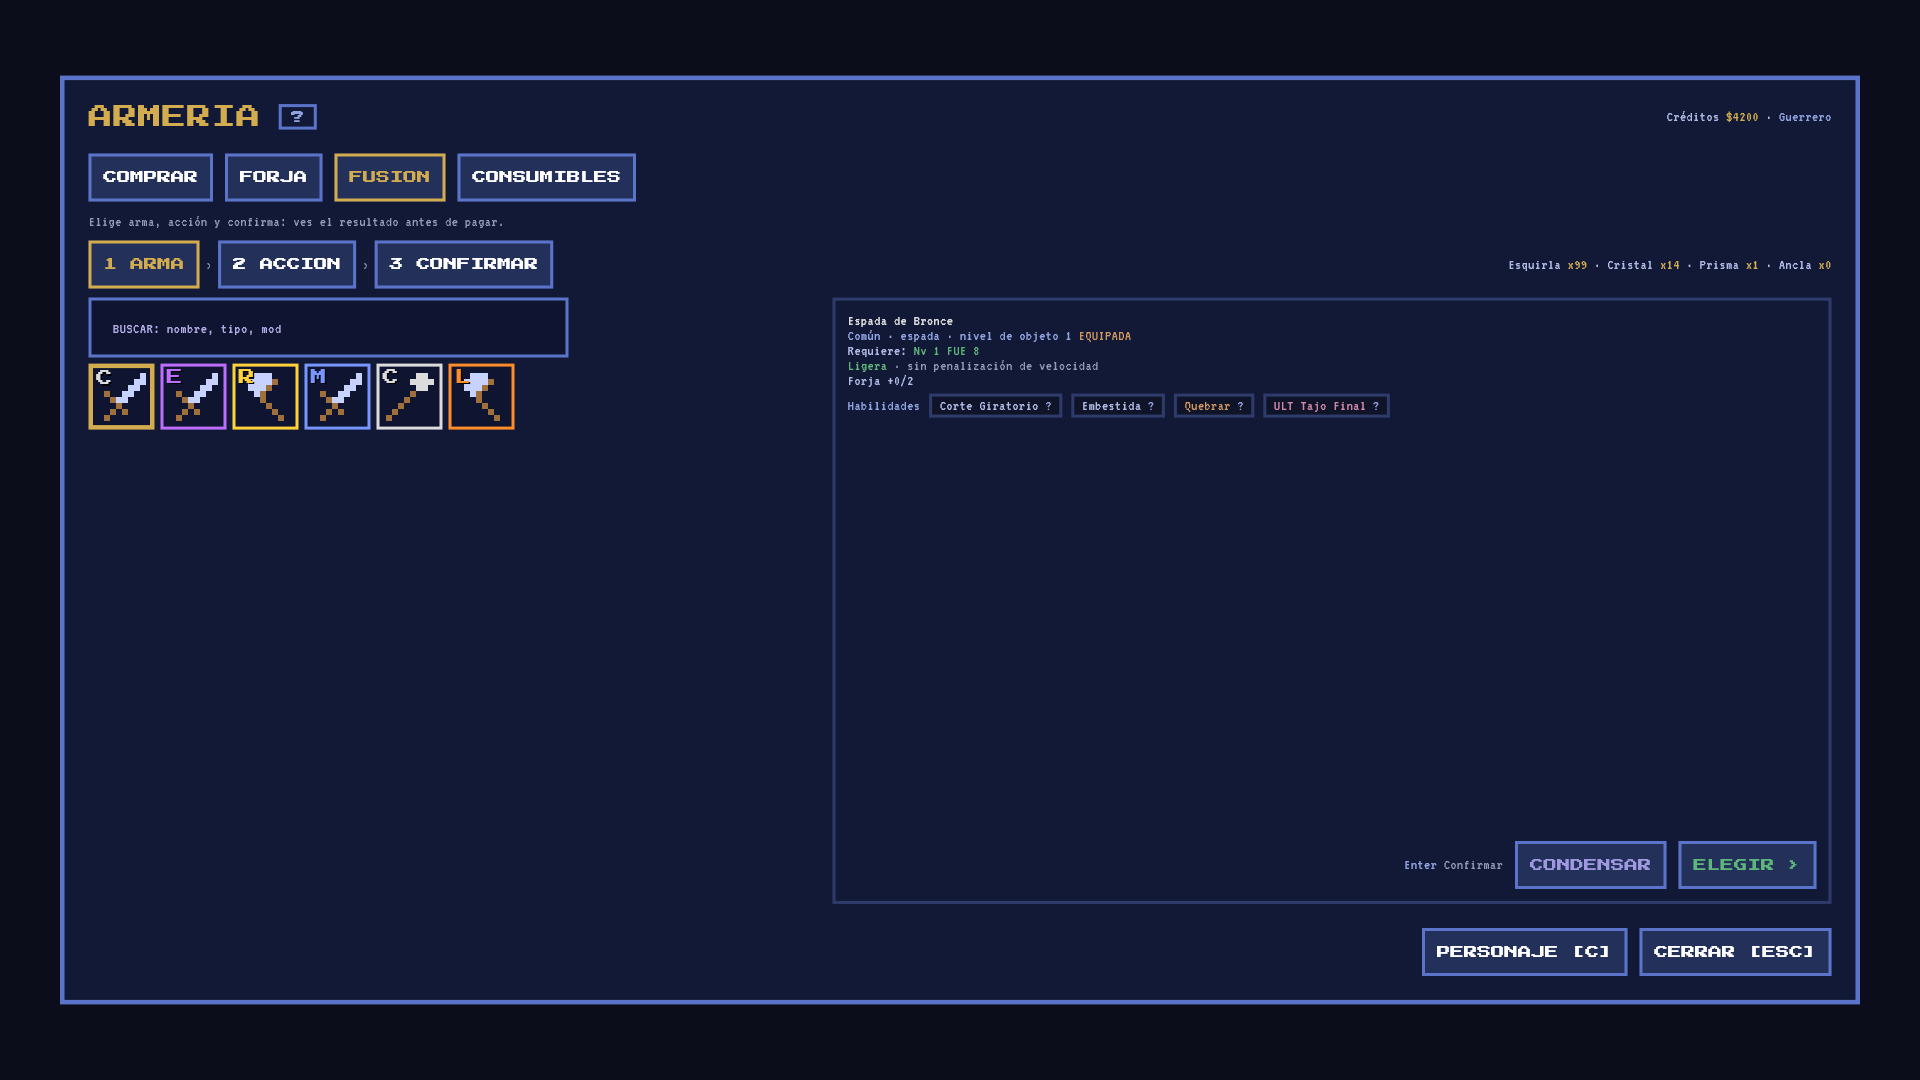 ARMERIA ?
Créditos $4200 · Guerrero
COMPRAR FORJA FUSION CONSUMIBLES
Elige arma, acción y confirma: ves el resultado antes de pagar.
1 ARMA › 2 ACCION › 3 CONFIRMAR
Esquirla x99 · Cristal x14 · Prisma x1 · Ancla x0
BUSCAR: nombre, tipo, mod
C E R M C L
Espada de Bronce
Común · espada · nivel de objeto 1 EQUIPADA
Requiere: Nv 1 FUE 8
Ligera · sin penalización de velocidad
Forja +0/2
Habilidades Corte Giratorio ? Embestida ? Quebrar ? ULT Tajo Final ?
Enter Confirmar CONDENSAR ELEGIR >
PERSONAJE [C] CERRAR [ESC]